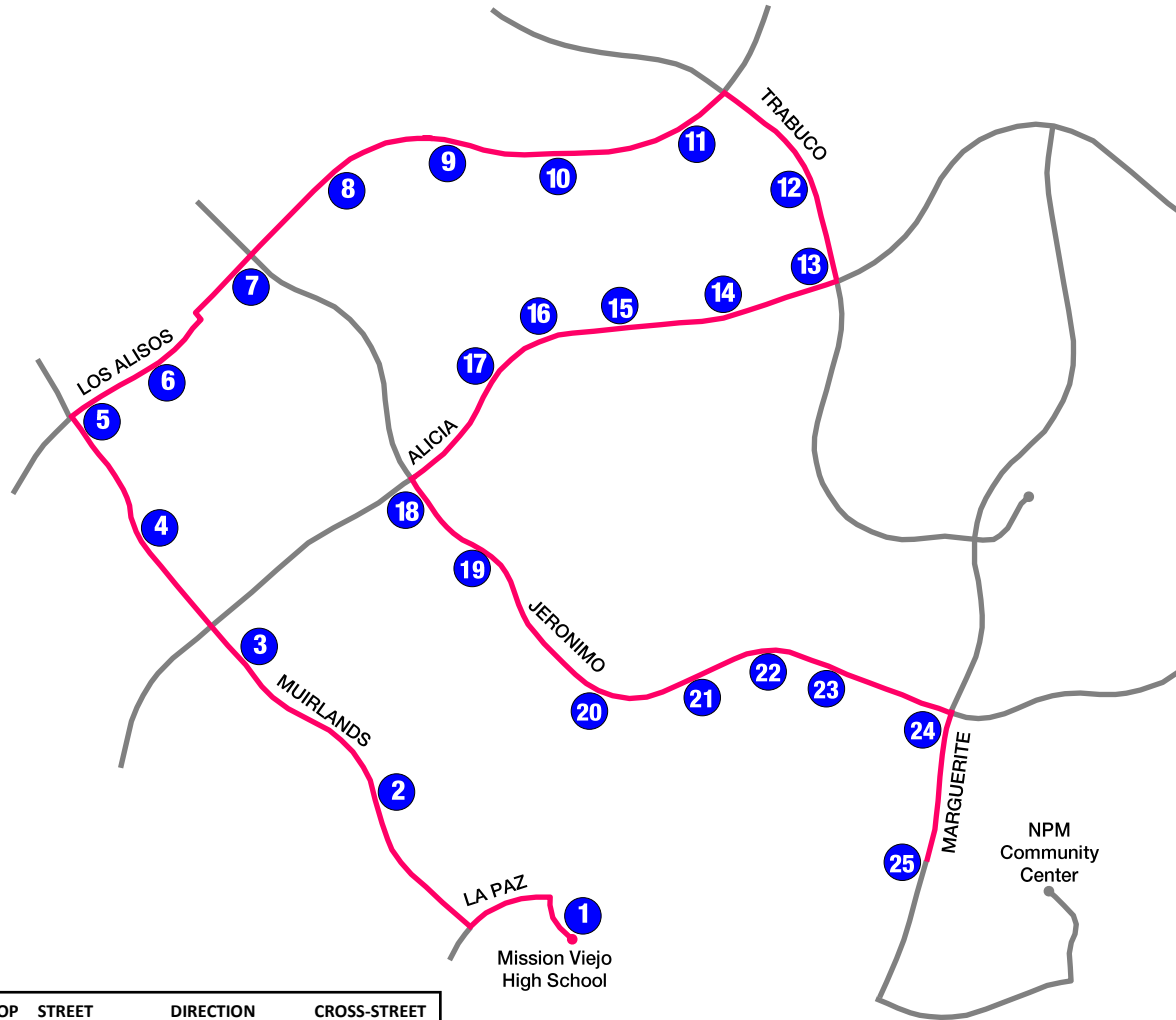 TRABUCO
11
9
10
8
12
13
7
14
15
16
LOS ALISOS
17
6
5
ALICIA
18
4
19
JERONIMO
3
22
23
21
20
MUIRLANDS
24
MARGUERITE
2
NPM
Community
Center
25
LA PAZ
1
Mission Viejo
High School
OP STREET DIRECTION CROSS-STREET